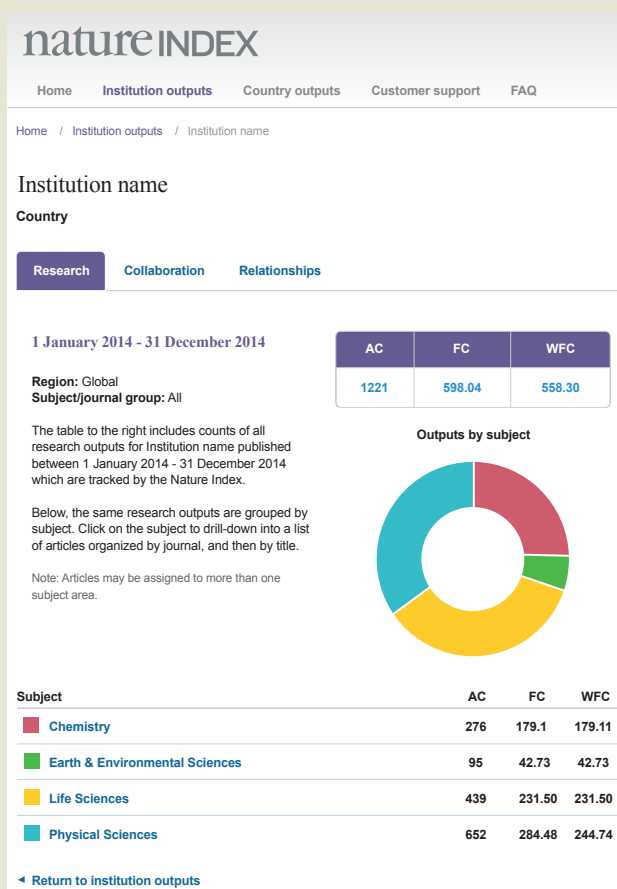 nature INDEX
Home Institution outputs Country outputs Customer support FAQ
Home / Institution outputs / Institution name
Institution name
Country
Research Collaboration Relationships
1 January 2014 - 31 December 2014
Region: Global
Subject/journal group: All
The table to the right includes counts of all
research outputs for Institution name published
between 1 January 2014 - 31 December 2014
which are tracked by the Nature Index.
Below, the same research outputs are grouped by
subject. Click on the subject to drill-down into a list
of articles organized by journal, and then by title.
Note: Articles may be assigned to more than one
subject area.
AC FC WFC
1221 598.04 558.30
Outputs by subject
Subject AC FC WFC
Chemistry 276 179.1 179.11
Earth & Environmental Sciences 95 42.73 42.73
Life Sciences 439 231.50 231.50
Physical Sciences 652 284.48 244.74
◄ Return to institution outputs